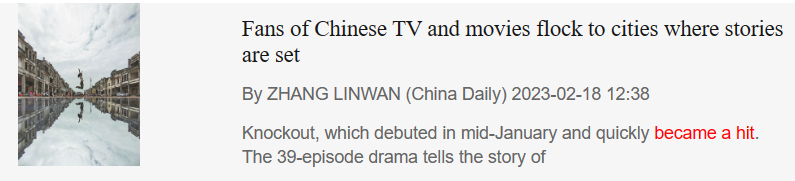 Fans of Chinese TV and movies flock to cities where stories
are set
By ZHANG LINWAN (China Daily) 2023-02-18 12:38
Knockout, which debuted in mid-January and quickly became a hit.
The 39-episode drama tells the story of